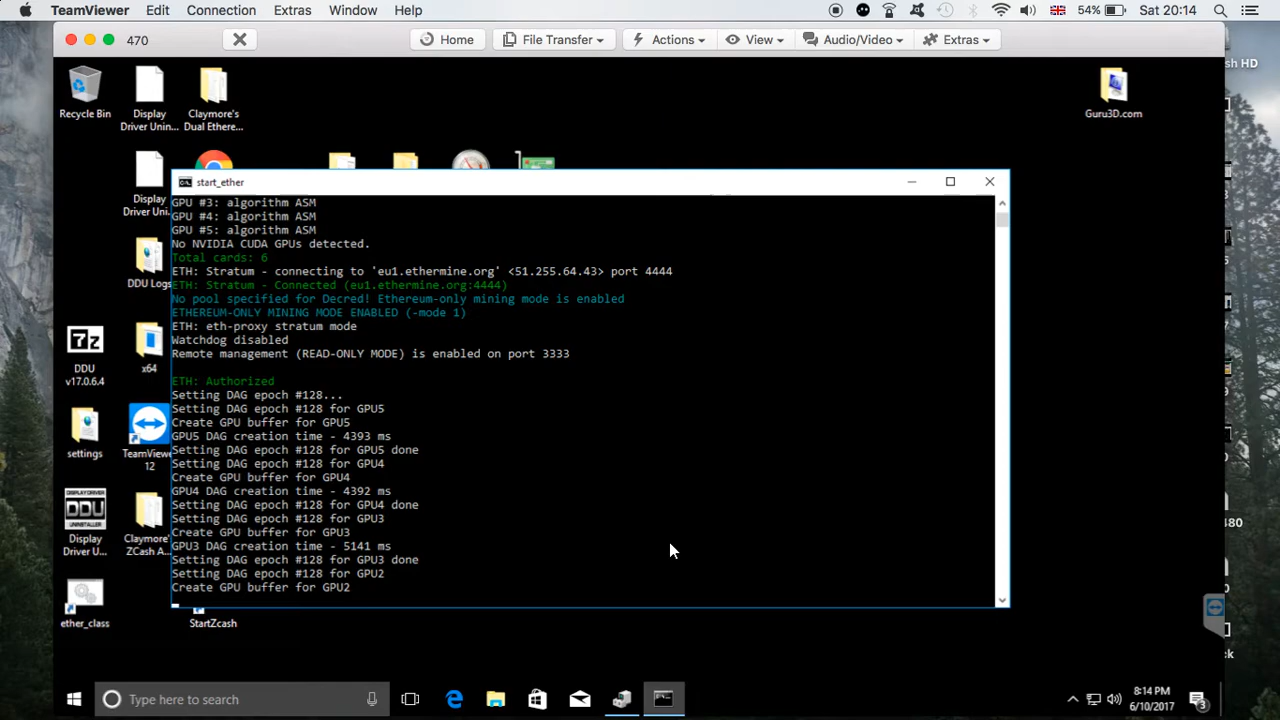 TeamViewer Edit Connection Extras Window Help 54% Sat 20:14
470 Home File Transfer Actions View Audio/Video Extras
sh HD
Recycle Bin
Display
Driver Unin...
Claymore's
Dual Ethere...
Guru3D.com
start_ether
Display
Driver Uni...
DDU Logs
DDU
v17.0.6.4
x64
settings
TeamViewer
12
Display
Driver U...
Claymore's
ZCash A...
ether_class
StartZcash
7z
DISPLAY DRIVER
DDU
UNINSTALLER
480
ck
GPU #3: algorithm ASM
GPU #4: algorithm ASM
GPU #5: algorithm ASM
No NVIDIA CUDA GPUs detected.
Total cards: 6
ETH: Stratum - connecting to 'eu1.ethermine.org' <51.255.64.43> port 4444
ETH: Stratum - Connected (eu1.ethermine.org:4444)
No pool specified for Decred! Ethereum-only mining mode is enabled
ETHEREUM-ONLY MINING MODE ENABLED (-mode 1)
ETH: eth-proxy stratum mode
Watchdog disabled
Remote management (READ-ONLY MODE) is enabled on port 3333
ETH: Authorized
Setting DAG epoch #128...
Setting DAG epoch #128 for GPU5
Create GPU buffer for GPU5
GPU5 DAG creation time - 4393 ms
Setting DAG epoch #128 for GPU5 done
Setting DAG epoch #128 for GPU4
Create GPU buffer for GPU4
GPU4 DAG creation time - 4392 ms
Setting DAG epoch #128 for GPU4 done
Setting DAG epoch #128 for GPU3
Create GPU buffer for GPU3
GPU3 DAG creation time - 5141 ms
Setting DAG epoch #128 for GPU3 done
Setting DAG epoch #128 for GPU2
Create GPU buffer for GPU2
Type here to search
8:14 PM
6/10/2017
3